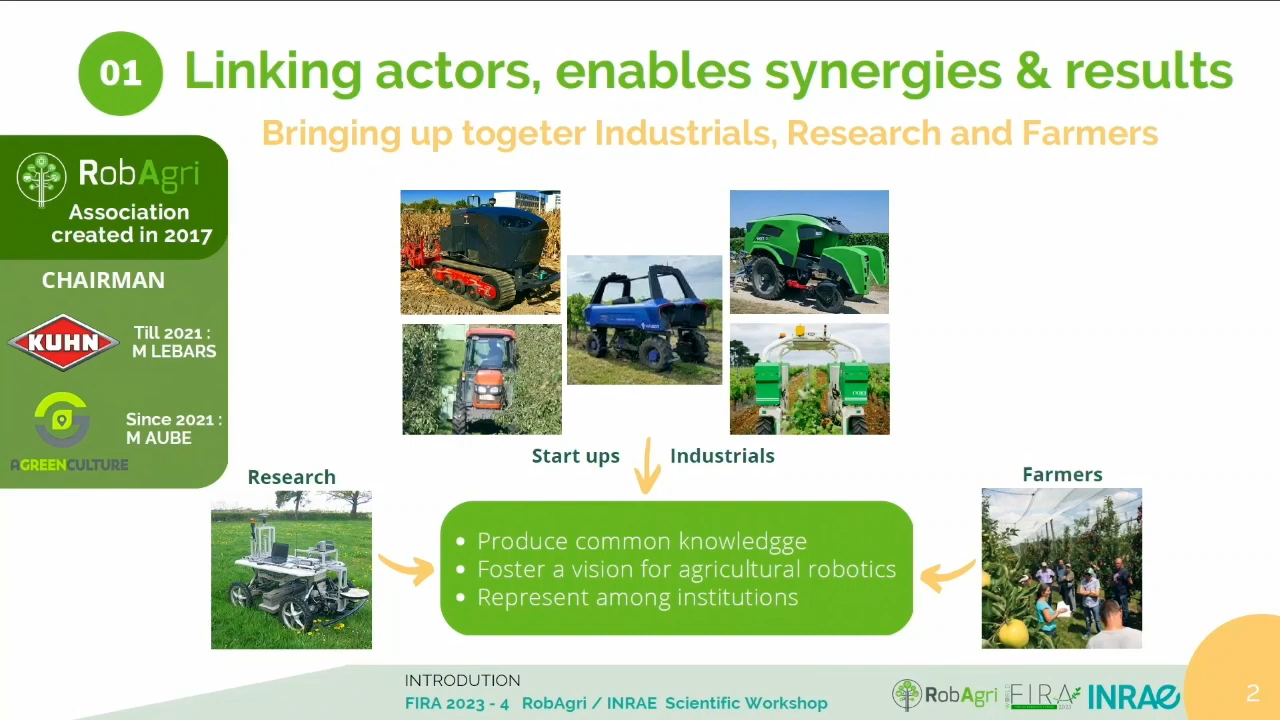 01
Linking actors, enables synergies & results
Bringing up togeter Industrials, Research and Farmers
RobAgri
Association
created in 2017
CHAIRMAN
KUHN
Till 2021 :
M LEBARS
Since 2021 :
M AUBE
AGREENCULTURE
Start ups
Industrials
Research
Farmers
• Produce common knowledgge
• Foster a vision for agricultural robotics
• Represent among institutions
INTRODUTION
FIRA 2023 - 4 RobAgri / INRAE Scientific Workshop
RobAgri
FIRA
INRAE
2